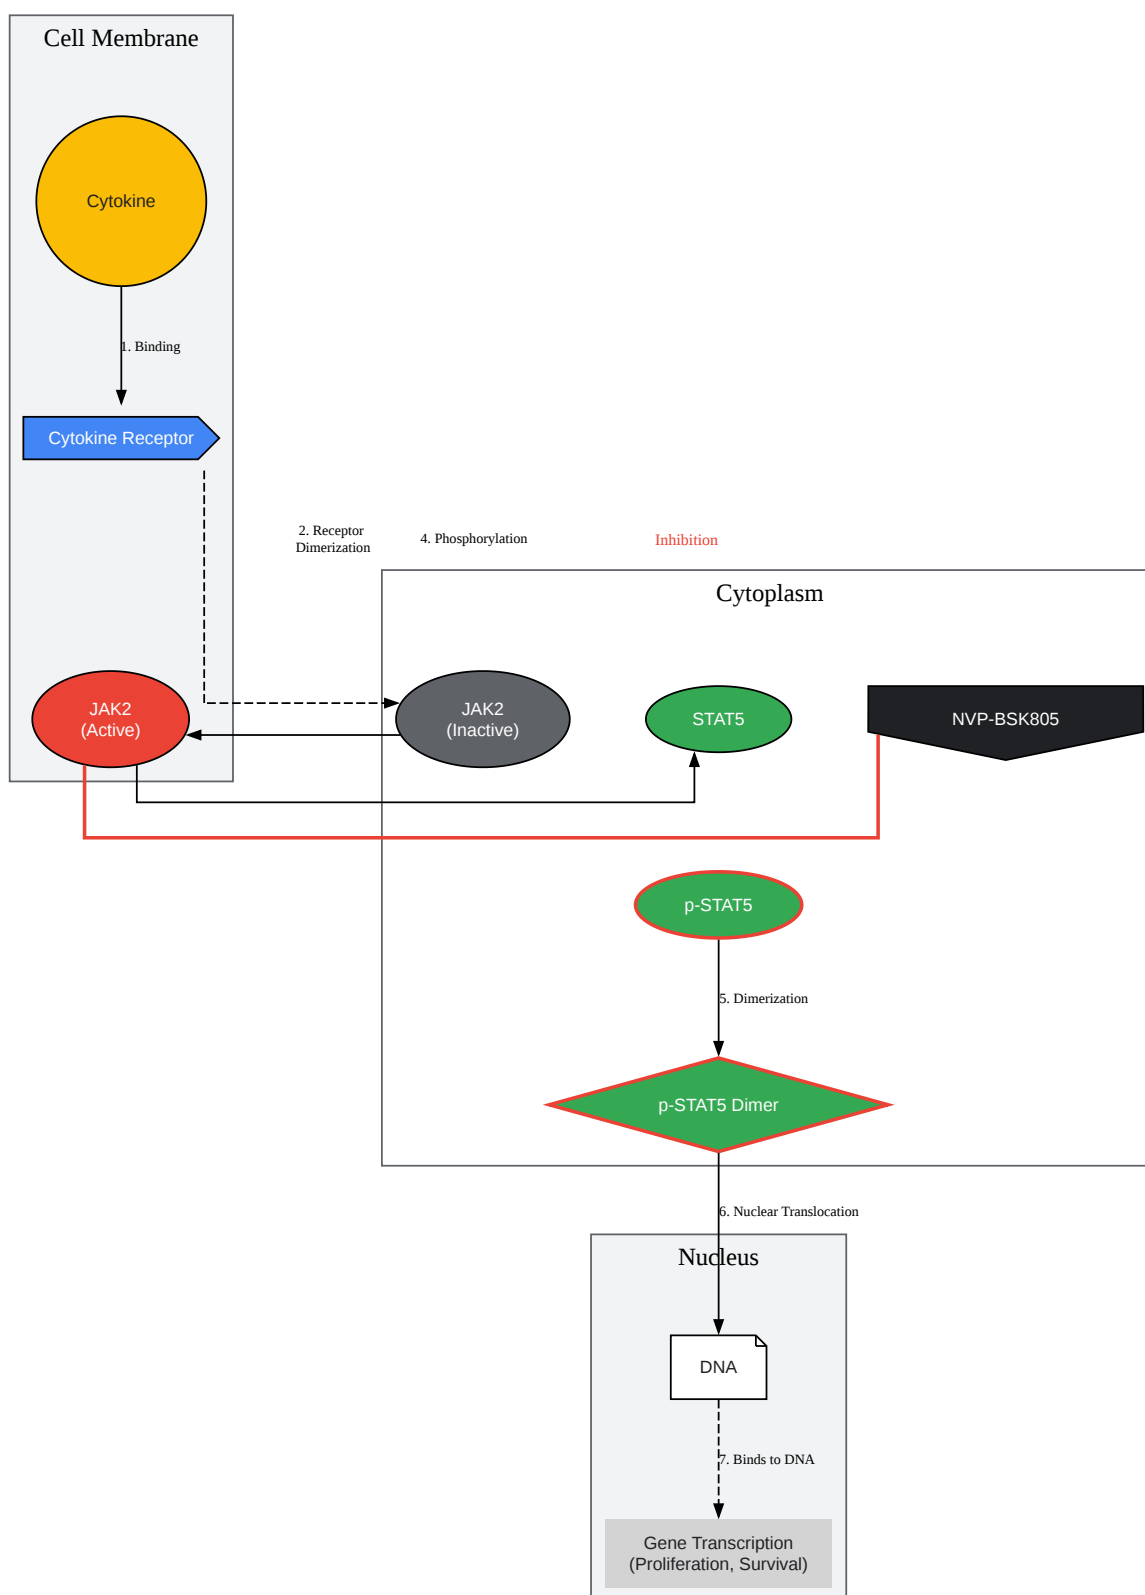 Cell Membrane
Cytokine
1. Binding
Cytokine Receptor
2. Receptor
Dimerization
4. Phosphorylation
Inhibition
Cytoplasm
JAK2
(Active)
JAK2
(Inactive)
STAT5
NVP-BSK805
p-STAT5
5. Dimerization
p-STAT5 Dimer
6. Nuclear Translocation
Nucleus
DNA
7. Binds to DNA
Gene Transcription
(Proliferation, Survival)